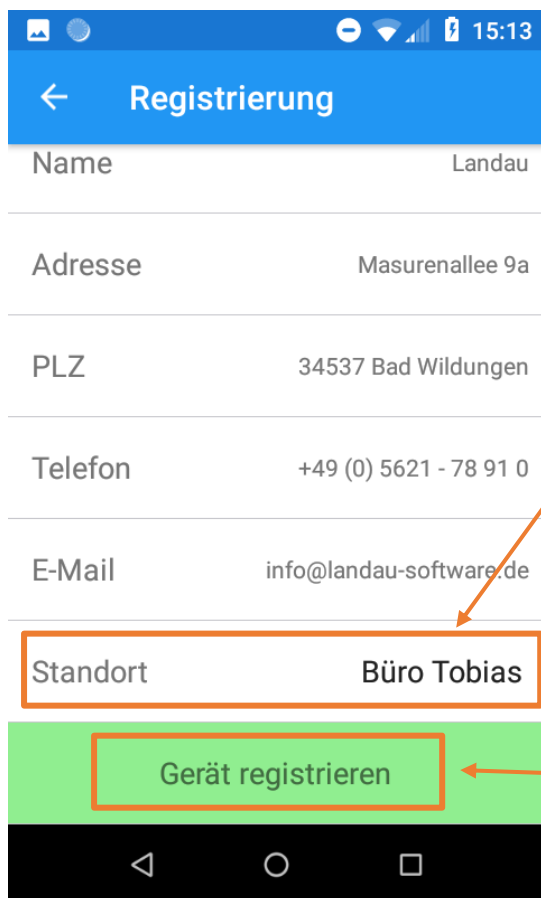 15:13
Registrierung
Name Landau
Adresse Masurenallee 9a
PLZ 34537 Bad Wildungen
Telefon +49 (0) 5621 - 78 91 0
E-Mail info@landau-software.de
Standort Büro Tobias
Gerät registrieren